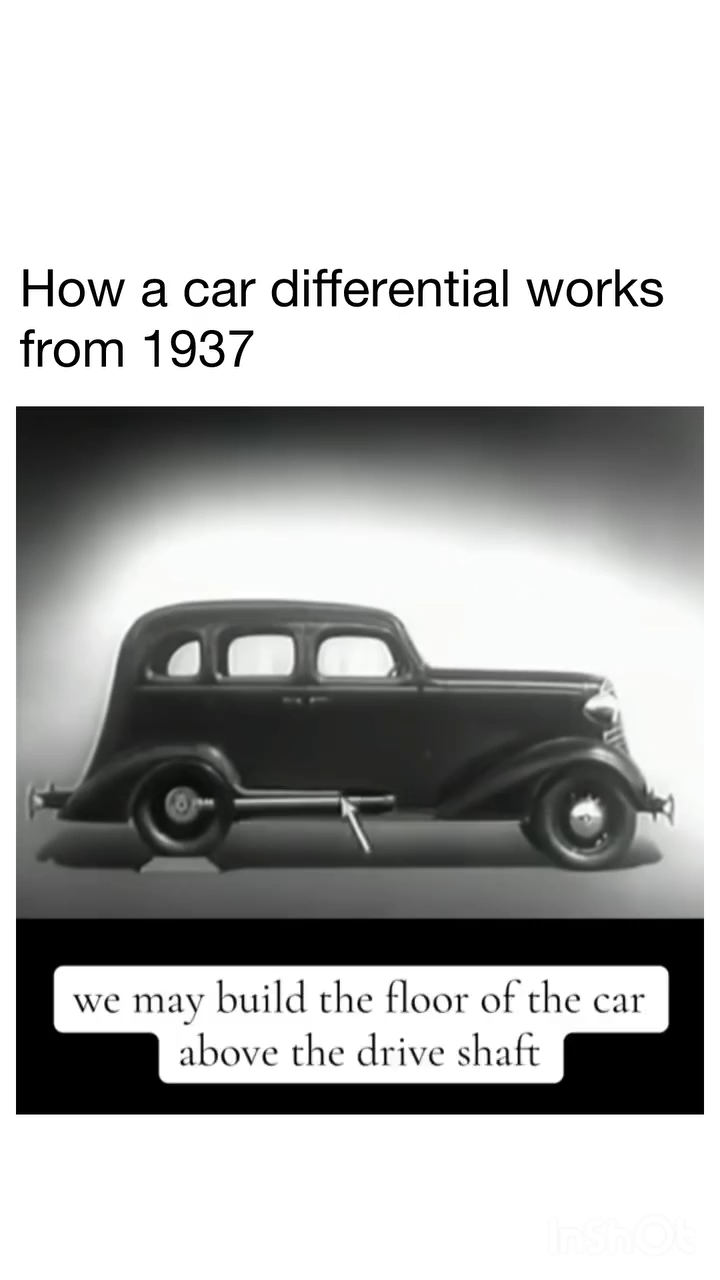 How a car differential works
from 1937
we may build the floor of the car
above the drive shaft
InShOt